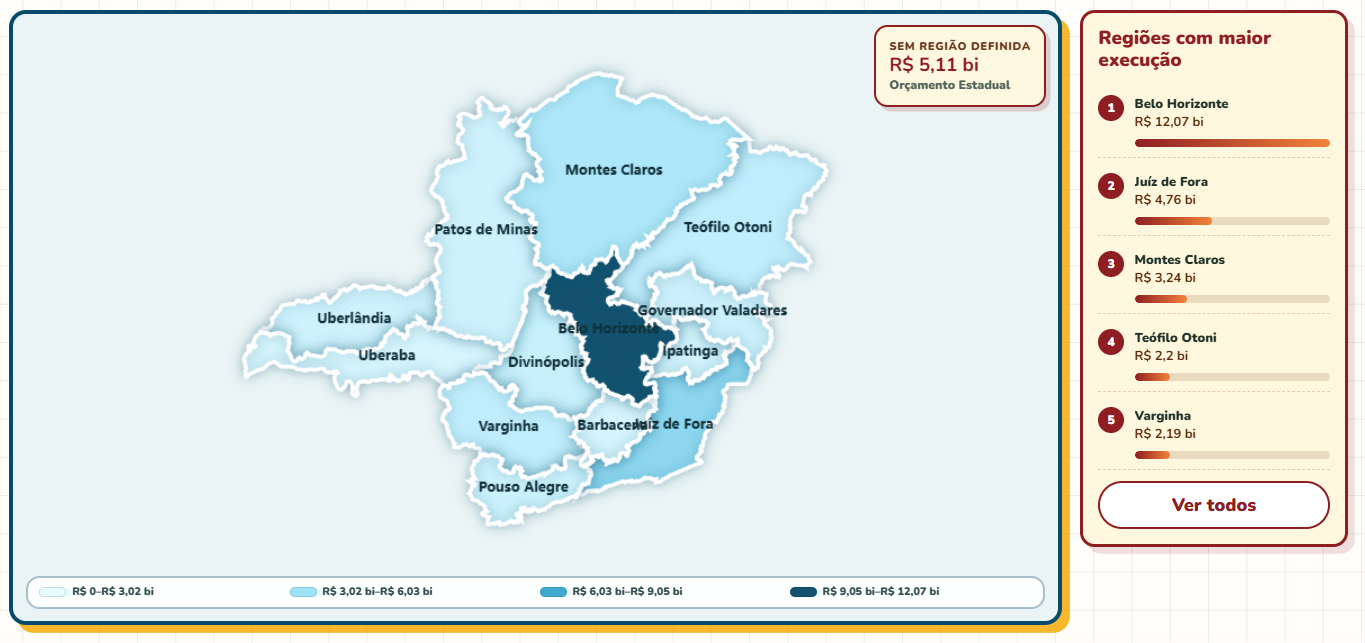 SEM REGIÃO DEFINIDA
R$ 5,11 bi
Orçamento Estadual
Montes Claros
Teófilo Otoni
Patos de Minas
Governador Valadares
Uberlândia
Belo Horizonte
Ipatinga
Uberaba
Divinópolis
Varginha
Barbacena
Juíz de Fora
Pouso Alegre
R$ 0–R$ 3,02 bi
R$ 3,02 bi–R$ 6,03 bi
R$ 6,03 bi–R$ 9,05 bi
R$ 9,05 bi–R$ 12,07 bi
Regiões com maior
execução
1
Belo Horizonte
R$ 12,07 bi
2
Juíz de Fora
R$ 4,76 bi
3
Montes Claros
R$ 3,24 bi
4
Teófilo Otoni
R$ 2,2 bi
5
Varginha
R$ 2,19 bi
Ver todos